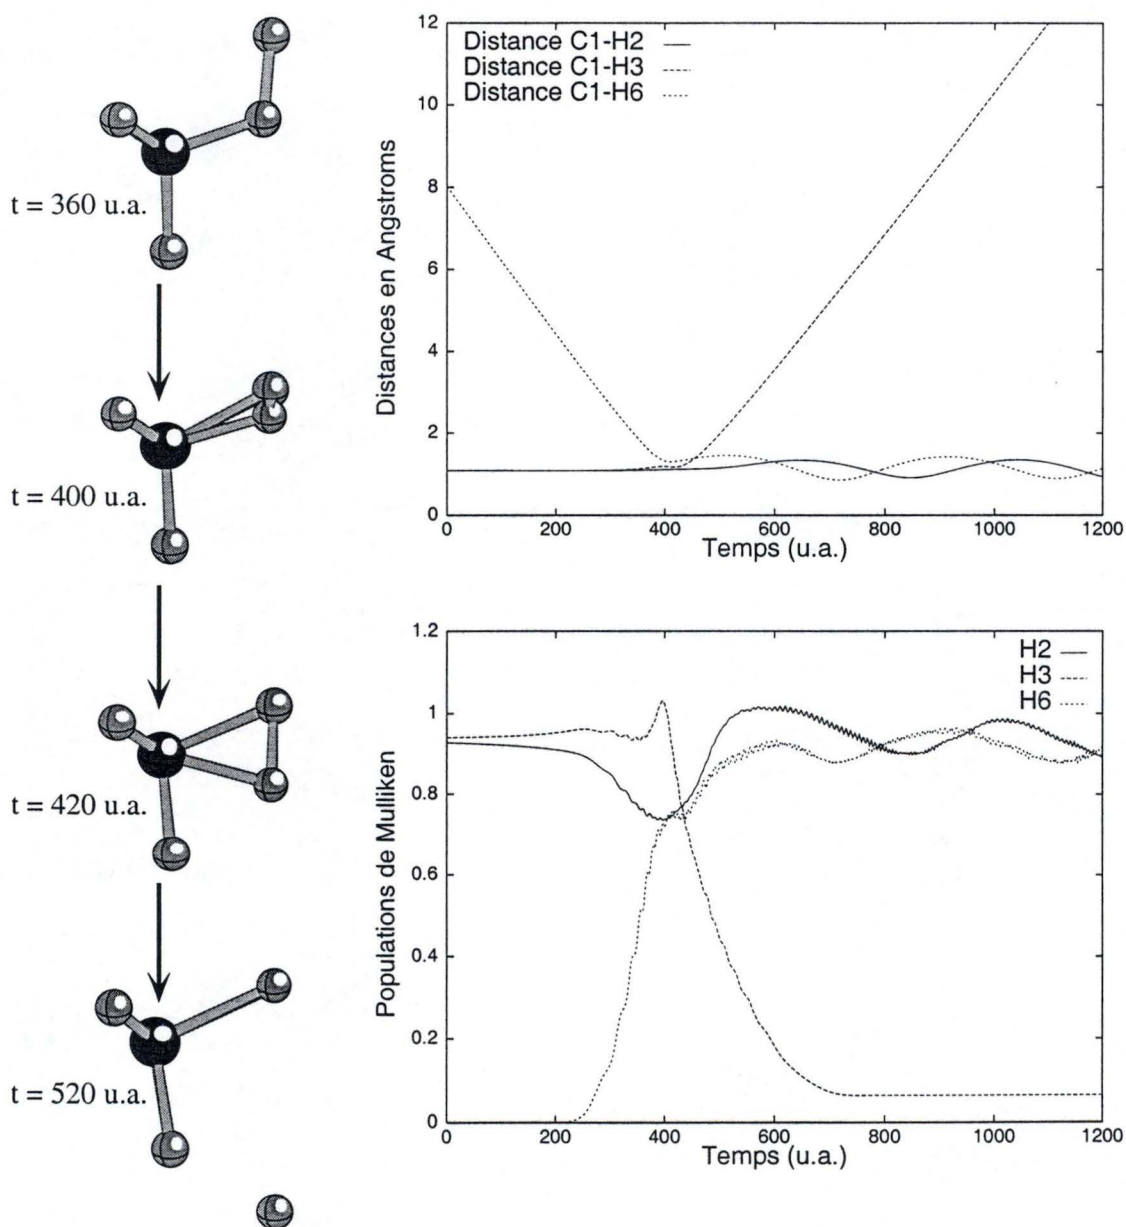 t = 360 u.a.
t = 400 u.a.
t = 420 u.a.
t = 520 u.a.
Distance C1-H2
Distance C1-H3
Distance C1-H6
12
10
8
6
4
2
0
Distances en Angstroms
0 200 400 600 800 1000 1200
Temps (u.a.)
H2
H3
H6
1.2
1
0.8
0.6
0.4
0.2
0
Populations de Mulliken
0 200 400 600 800 1000 1200
Temps (u.a.)